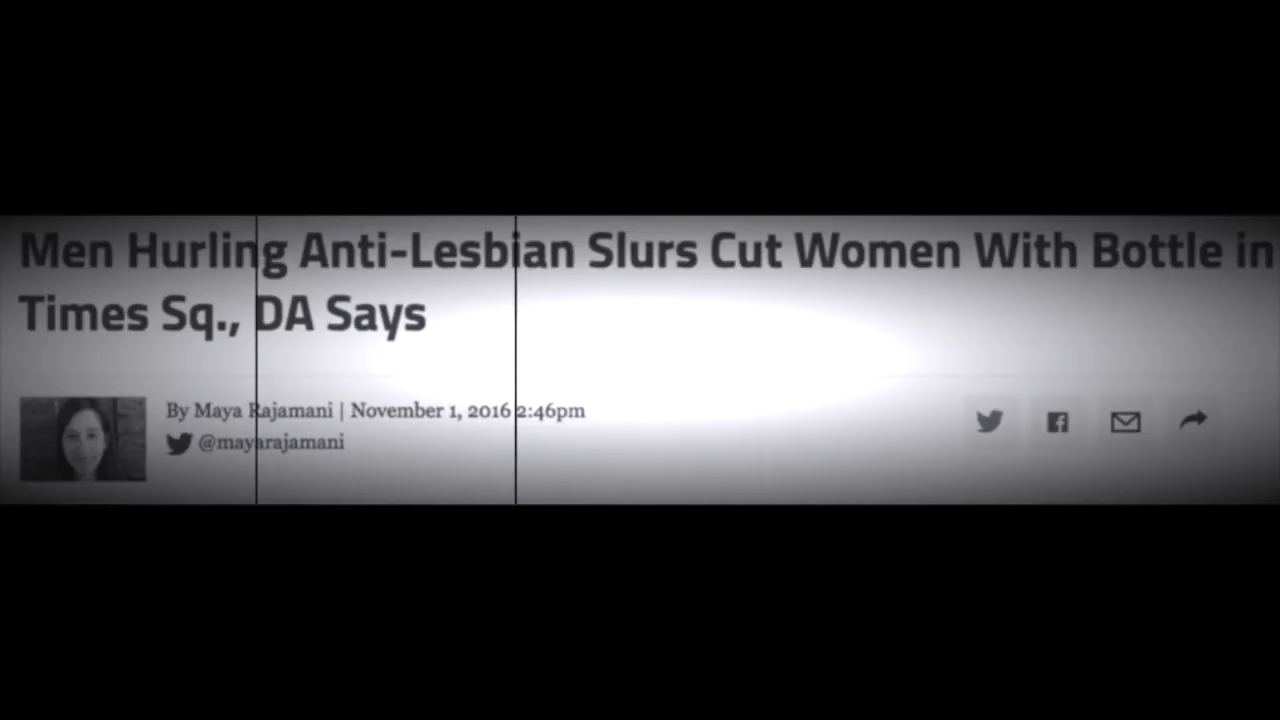 Men Hurling Anti-Lesbian Slurs Cut Women With Bottle in
Times Sq., DA Says
By Maya Rajamani | November 1, 2016 2:46pm
@mayarajamani